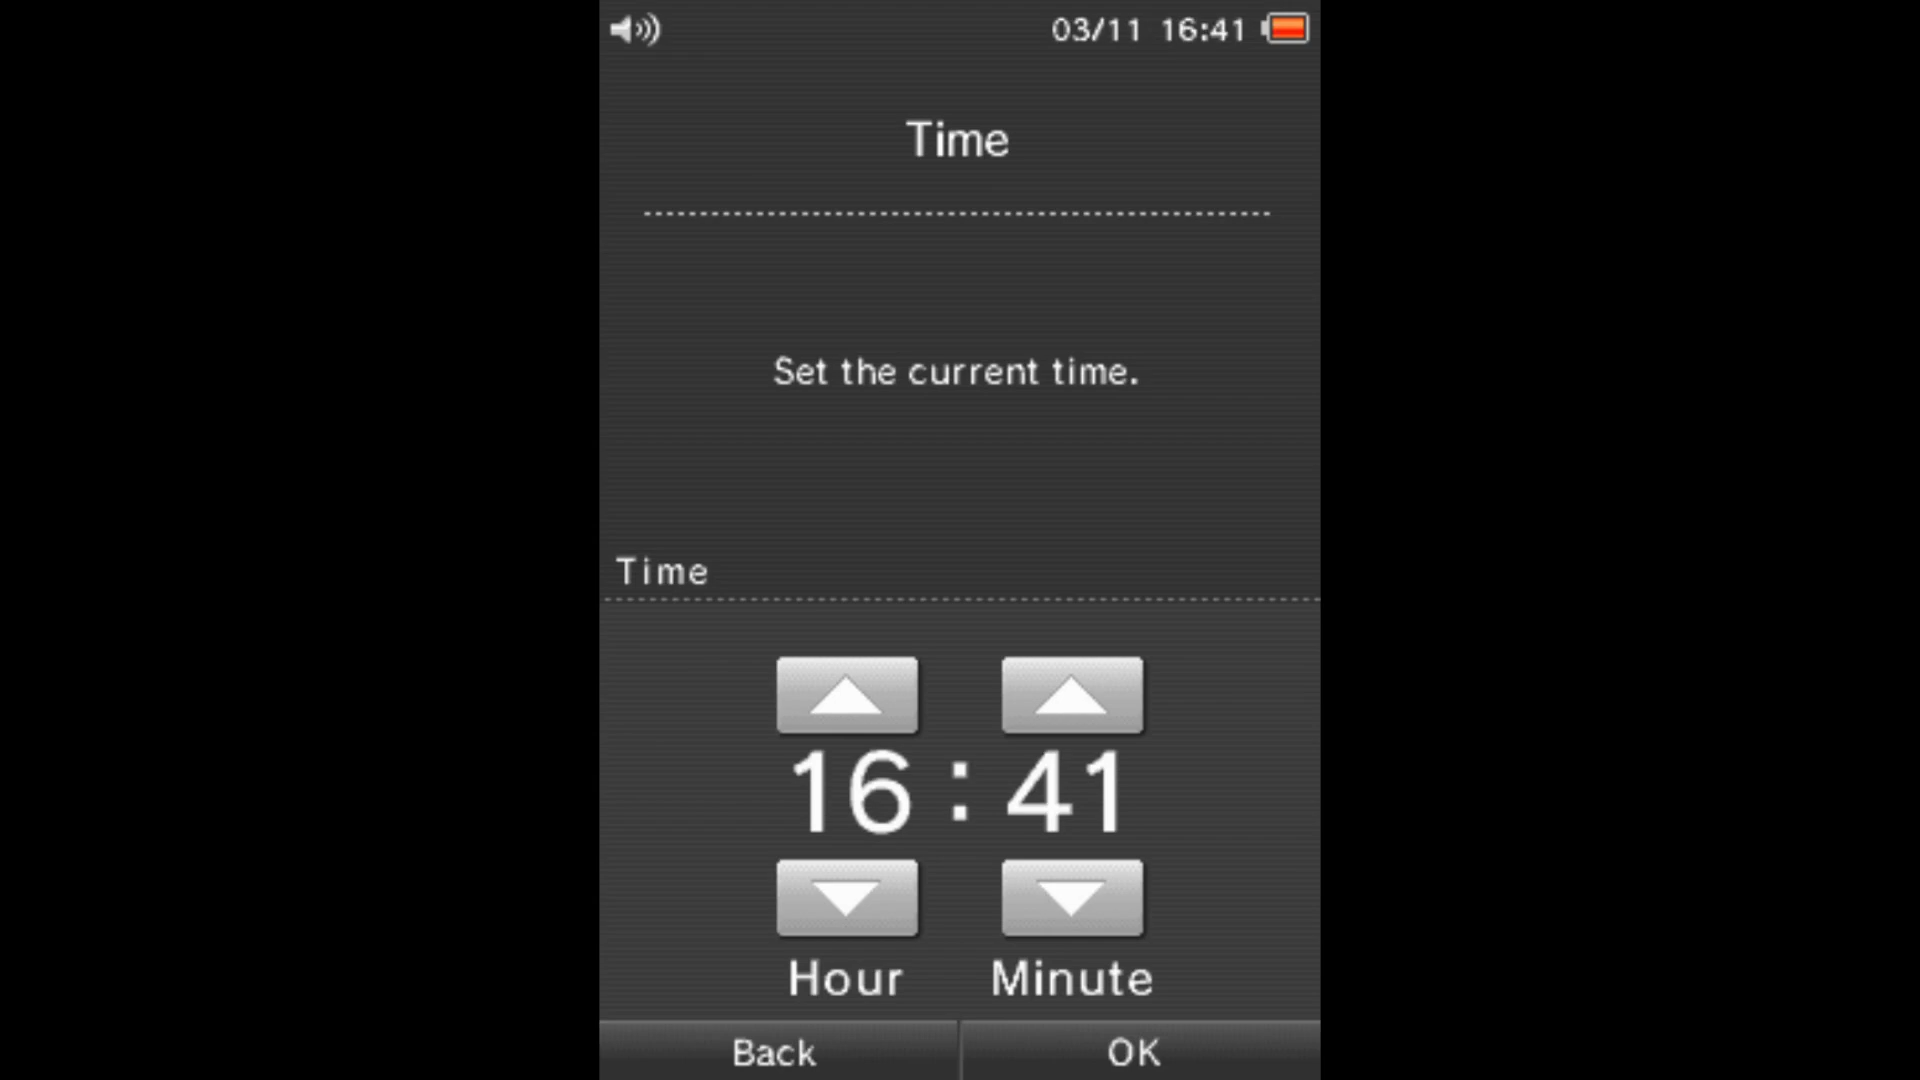 03/11 16:41
Time
Set the current time.
Time
16 : 41
Hour Minute
Back OK